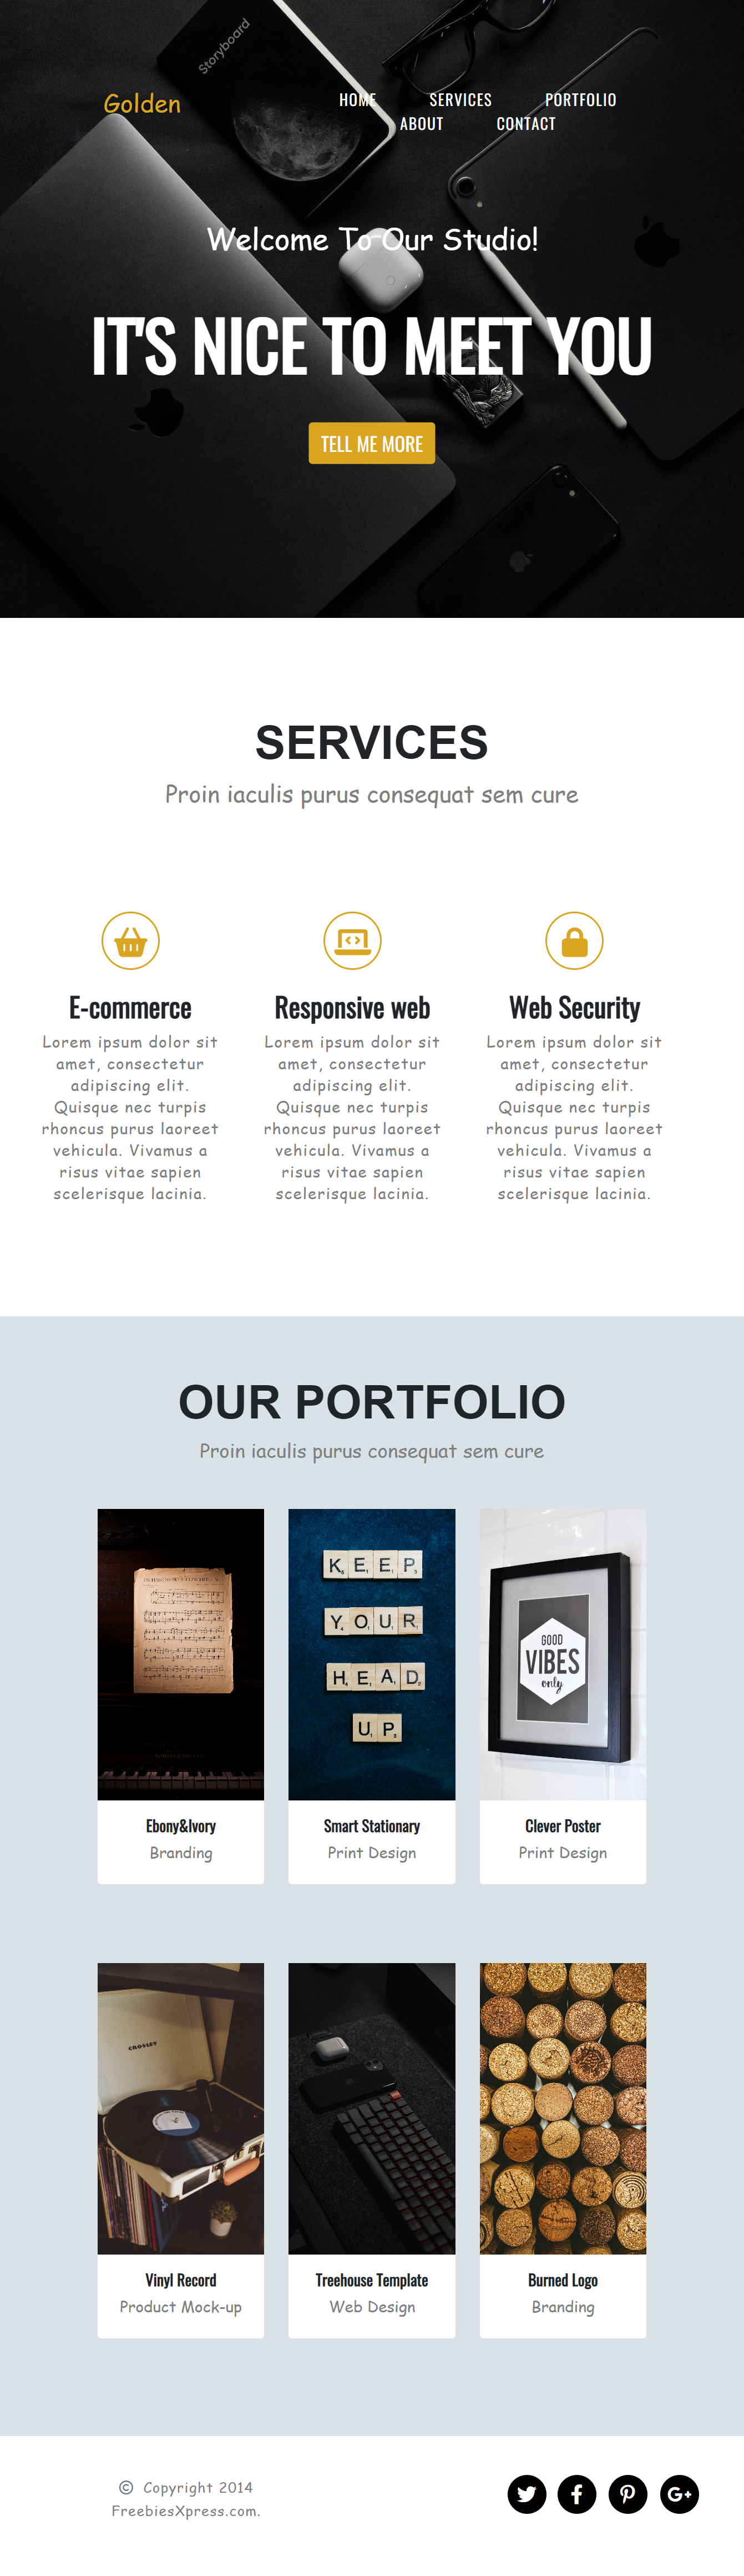 Storyboard
Golden
HOME SERVICES PORTFOLIO
ABOUT CONTACT
Welcome To Our Studio!
IT'S NICE TO MEET YOU
TELL ME MORE
SERVICES
Proin iaculis purus consequat sem cure
E-commerce
Lorem ipsum dolor sit
amet, consectetur
adipiscing elit.
Quisque nec turpis
rhoncus purus laoreet
vehicula. Vivamus a
risus vitae sapien
scelerisque lacinia.
Responsive web
Lorem ipsum dolor sit
amet, consectetur
adipiscing elit.
Quisque nec turpis
rhoncus purus laoreet
vehicula. Vivamus a
risus vitae sapien
scelerisque lacinia.
Web Security
Lorem ipsum dolor sit
amet, consectetur
adipiscing elit.
Quisque nec turpis
rhoncus purus laoreet
vehicula. Vivamus a
risus vitae sapien
scelerisque lacinia.
OUR PORTFOLIO
Proin iaculis purus consequat sem cure
Ebony&Ivory
Branding
KEEP
YOUR
HEAD
UP
Smart Stationary
Print Design
GOOD
VIBES
only
Clever Poster
Print Design
CROSLEY
Vinyl Record
Product Mock-up
Treehouse Template
Web Design
Burned Logo
Branding
© Copyright 2014
FreebiesXpress.com.
G+